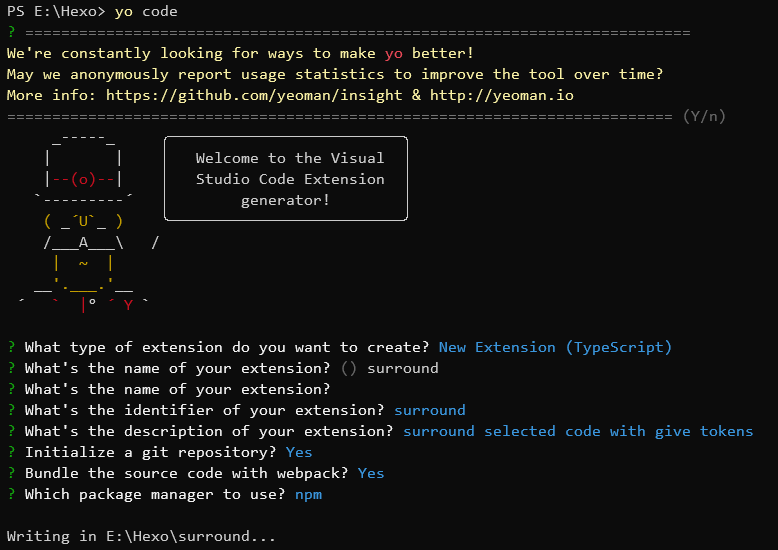 PS E:\Hexo> yo code
? ==========================================================================
We're constantly looking for ways to make yo better!
May we anonymously report usage statistics to improve the tool over time?
More info: https://github.com/yeoman/insight & http://yeoman.io
========================================================================== (Y/n)
     _-----_
    |       |
    |--(o)--|
   `---------´
    ( _´U`_ )
    /___A___\   /
     |  ~  |
   __'.___.'__
 ´   `  |° ´ Y `
Welcome to the Visual
Studio Code Extension
generator!
? What type of extension do you want to create? New Extension (TypeScript)
? What's the name of your extension? () surround
? What's the name of your extension?
? What's the identifier of your extension? surround
? What's the description of your extension? surround selected code with give tokens
? Initialize a git repository? Yes
? Bundle the source code with webpack? Yes
? Which package manager to use? npm
Writing in E:\Hexo\surround...